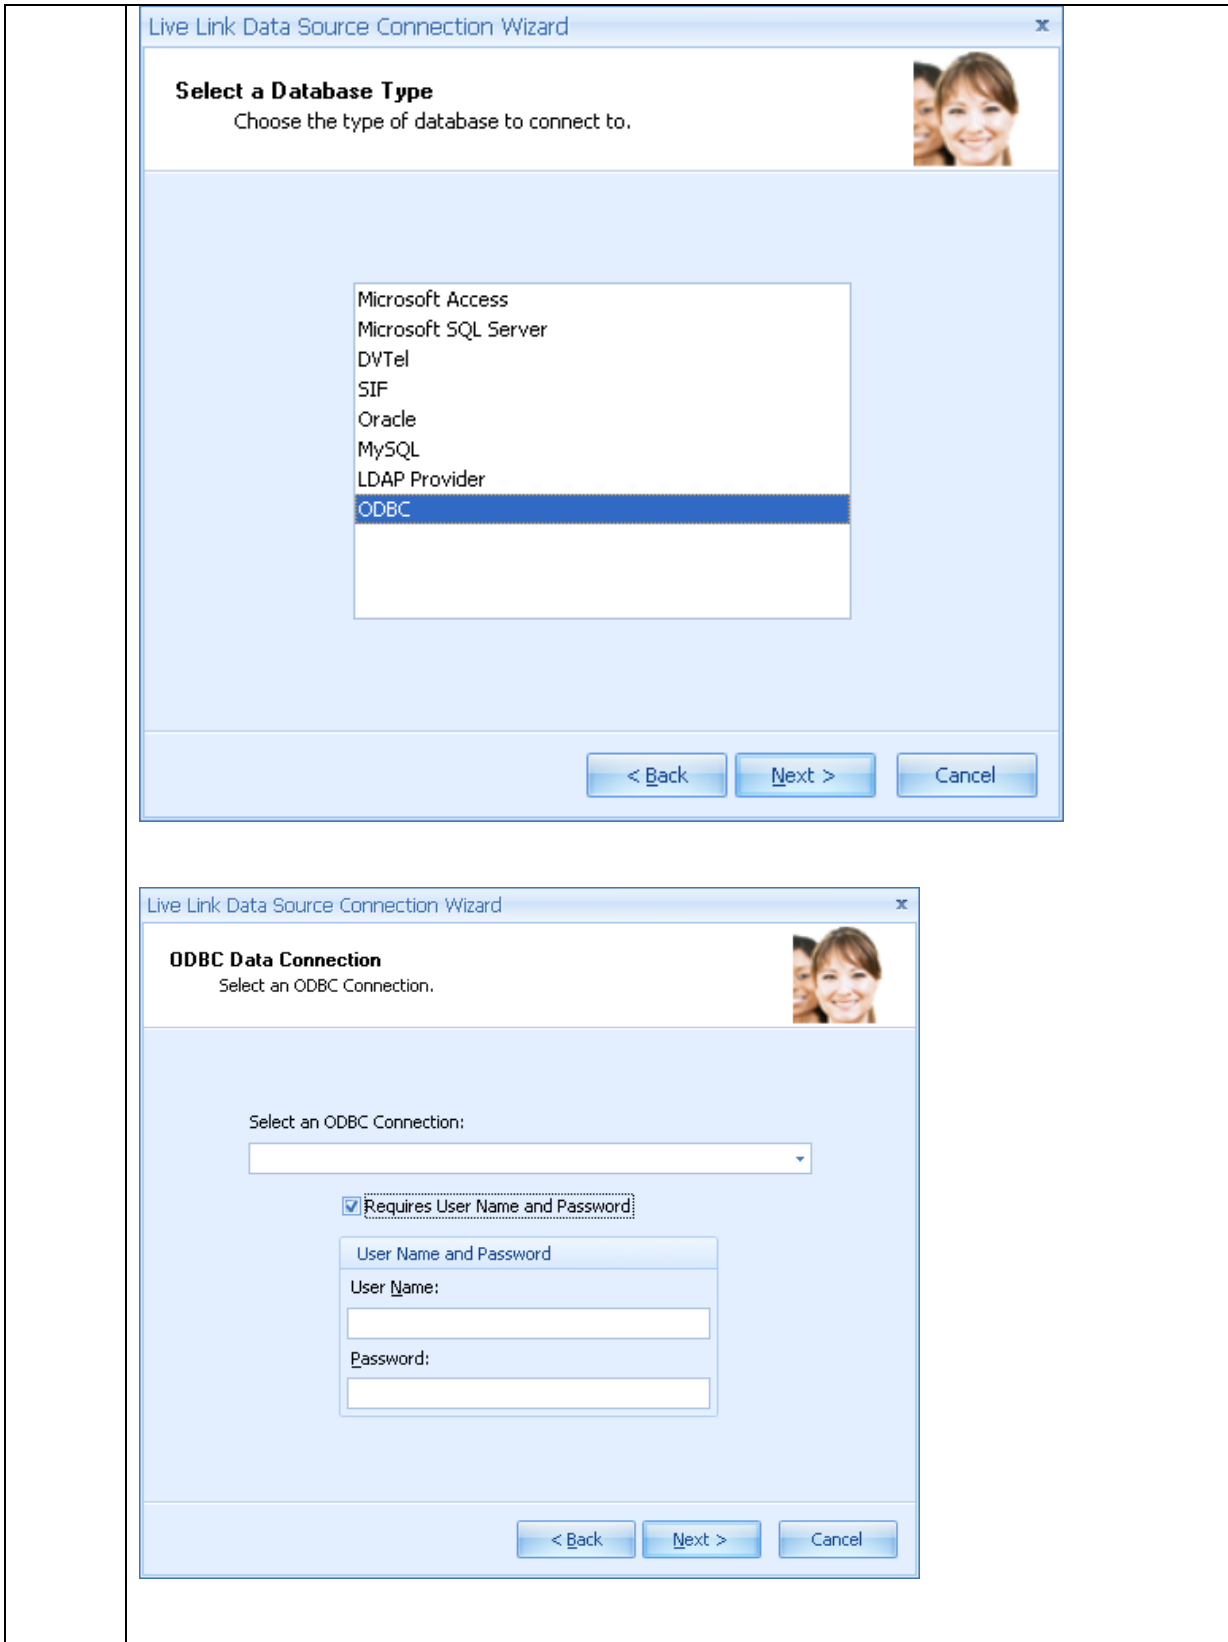 Live Link Data Source Connection Wizard x
Select a Database Type
Choose the type of database to connect to.
Microsoft Access
Microsoft SQL Server
DVTel
SIF
Oracle
MySQL
LDAP Provider
ODBC
< Back Next > Cancel
Live Link Data Source Connection Wizard x
ODBC Data Connection
Select an ODBC Connection.
Select an ODBC Connection:
Requires User Name and Password
User Name and Password
User Name:
Password:
< Back Next > Cancel